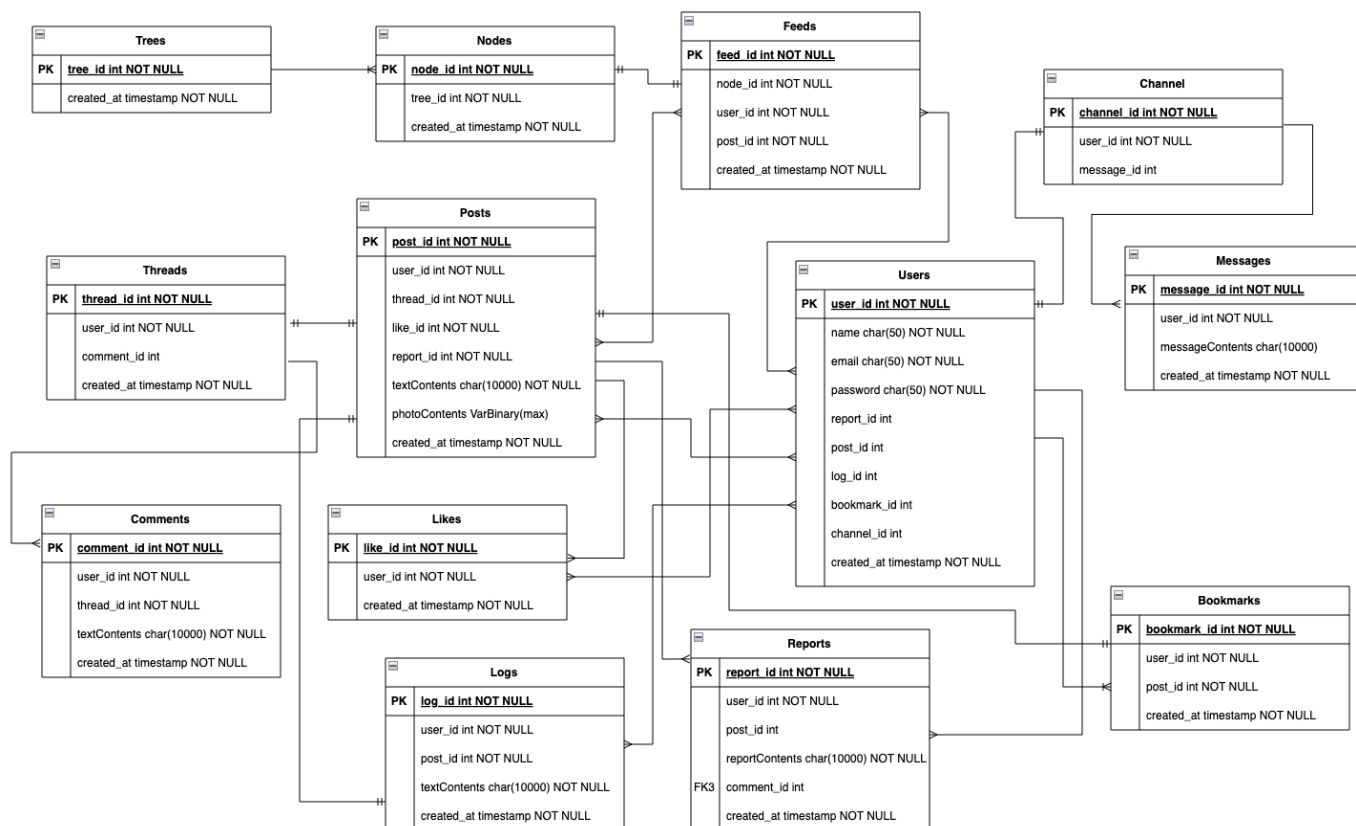 Trees
PK tree_id int NOT NULL
created_at timestamp NOT NULL
Nodes
PK node_id int NOT NULL
tree_id int NOT NULL
created_at timestamp NOT NULL
Feeds
PK feed_id int NOT NULL
node_id int NOT NULL
user_id int NOT NULL
post_id int NOT NULL
created_at timestamp NOT NULL
Channel
PK channel_id int NOT NULL
user_id int NOT NULL
message_id int
Threads
PK thread_id int NOT NULL
user_id int NOT NULL
comment_id int
created_at timestamp NOT NULL
Posts
PK post_id int NOT NULL
user_id int NOT NULL
thread_id int NOT NULL
like_id int NOT NULL
report_id int NOT NULL
textContents char(10000) NOT NULL
photoContents VarBinary(max)
created_at timestamp NOT NULL
Users
PK user_id int NOT NULL
name char(50) NOT NULL
email char(50) NOT NULL
password char(50) NOT NULL
report_id int
post_id int
log_id int
bookmark_id int
channel_id int
created_at timestamp NOT NULL
Messages
PK message_id int NOT NULL
user_id int NOT NULL
messageContents char(10000)
created_at timestamp NOT NULL
Comments
PK comment_id int NOT NULL
user_id int NOT NULL
thread_id int NOT NULL
textContents char(10000) NOT NULL
created_at timestamp NOT NULL
Likes
PK like_id int NOT NULL
user_id int NOT NULL
created_at timestamp NOT NULL
Logs
PK log_id int NOT NULL
user_id int NOT NULL
post_id int NOT NULL
textContents char(10000) NOT NULL
created_at timestamp NOT NULL
Reports
PK report_id int NOT NULL
user_id int NOT NULL
post_id int
reportContents char(10000) NOT NULL
FK3 comment_id int
created_at timestamp NOT NULL
Bookmarks
PK bookmark_id int NOT NULL
user_id int NOT NULL
post_id int NOT NULL
created_at timestamp NOT NULL